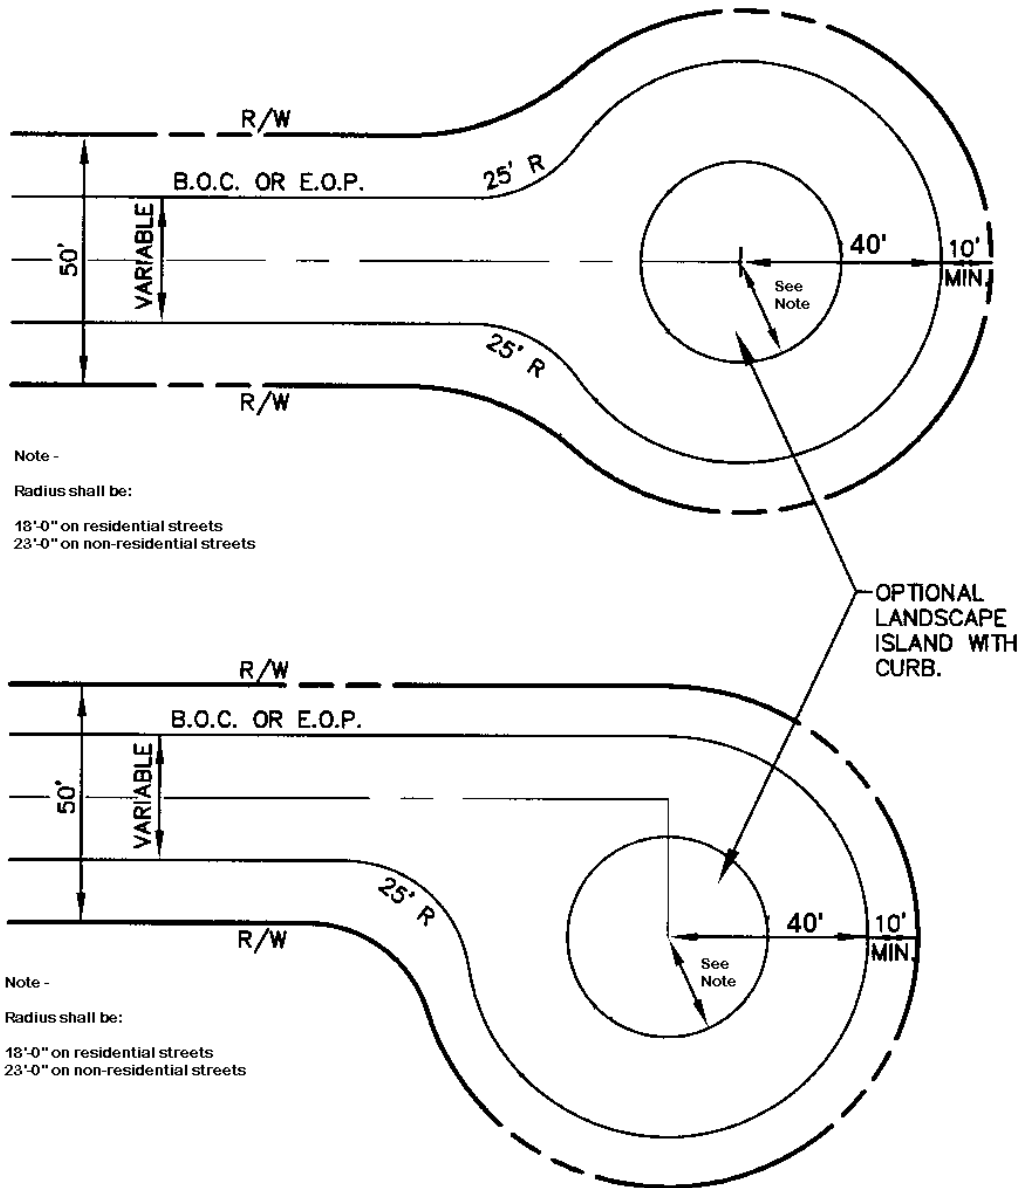 R/W
B.O.C. OR E.O.P.
25' R
50'
VARIABLE
40'
10'
MIN.
See
Note
25' R
R/W
Note -
Radius shall be:
18'-0" on residential streets
23'-0" on non-residential streets
OPTIONAL
LANDSCAPE
ISLAND WITH
CURB.
R/W
B.O.C. OR E.O.P.
50'
VARIABLE
25' R
40'
10'
MIN.
R/W
See
Note
Note -
Radius shall be:
18'-0" on residential streets
23'-0" on non-residential streets